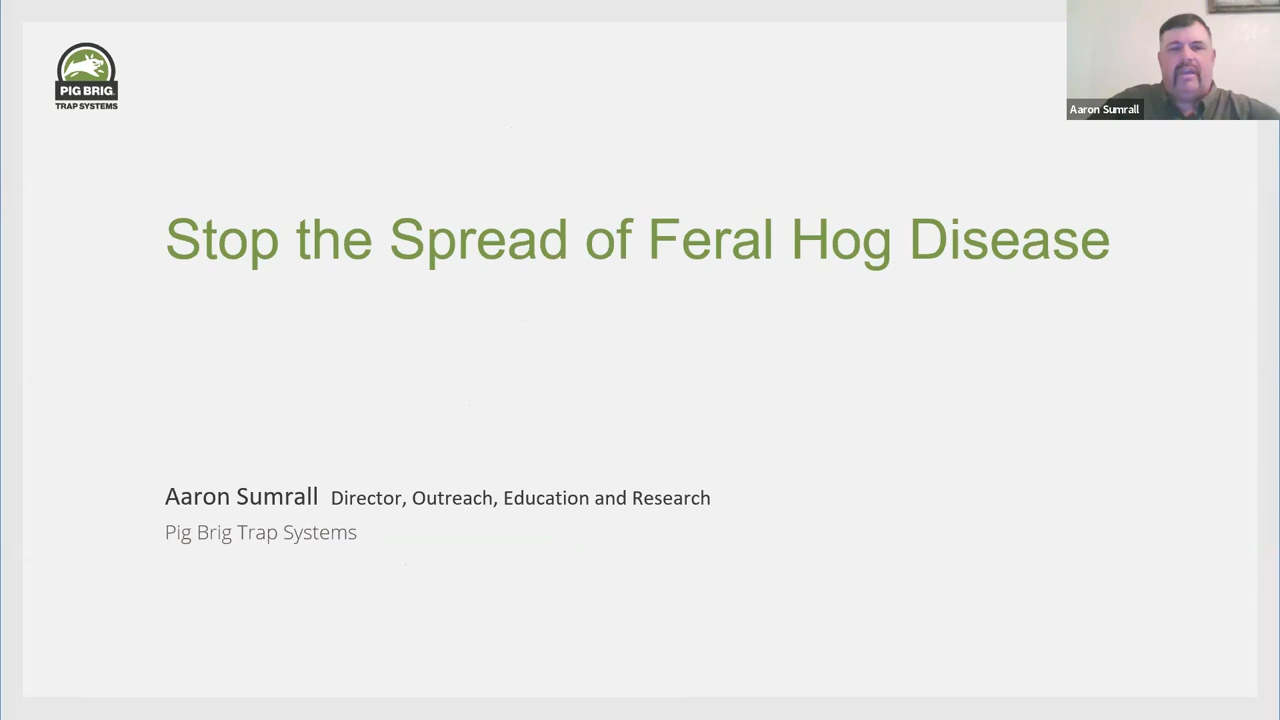 PIG BRIG
TRAP SYSTEMS
Aaron Sumrall
Stop the Spread of Feral Hog Disease
Aaron Sumrall Director, Outreach, Education and Research
Pig Brig Trap Systems